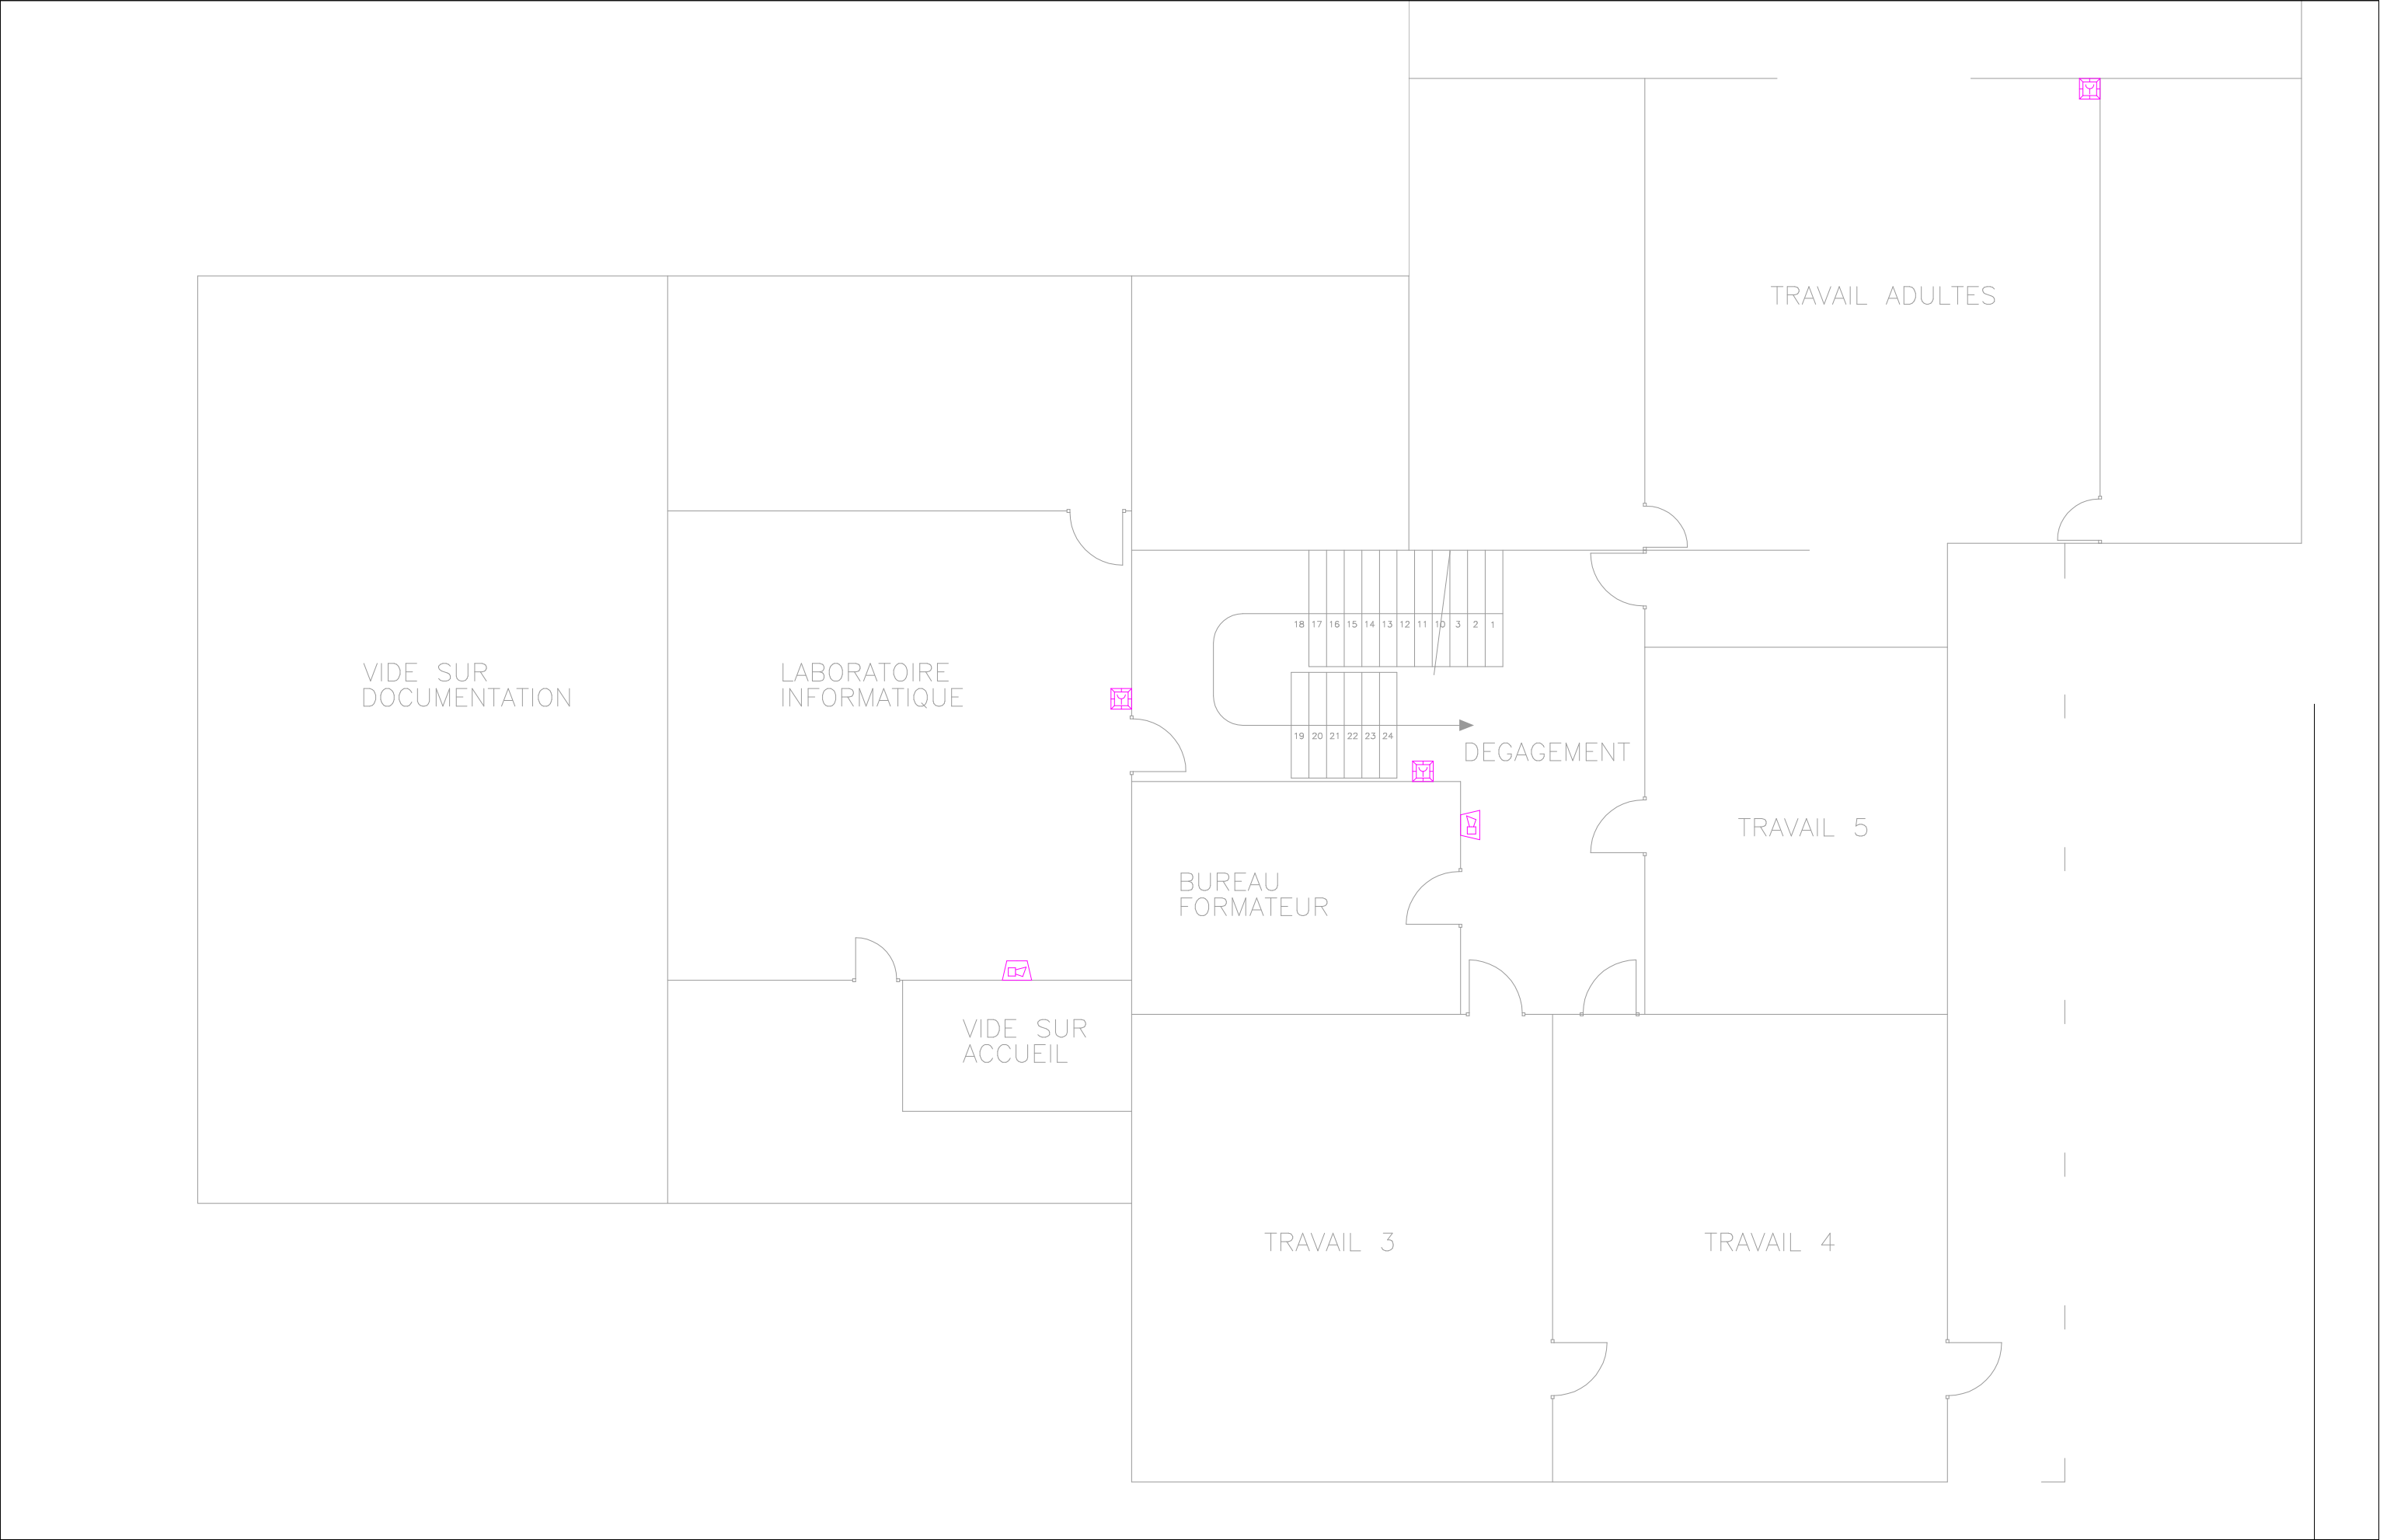 TRAVAIL ADULTES
18 17 16 15 14 13 12 11 10 3 2 1
VIDE SUR
DOCUMENTATION
LABORATOIRE
INFORMATIQUE
19 20 21 22 23 24
DEGAGEMENT
TRAVAIL 5
BUREAU
FORMATEUR
VIDE SUR
ACCUEIL
TRAVAIL 3
TRAVAIL 4